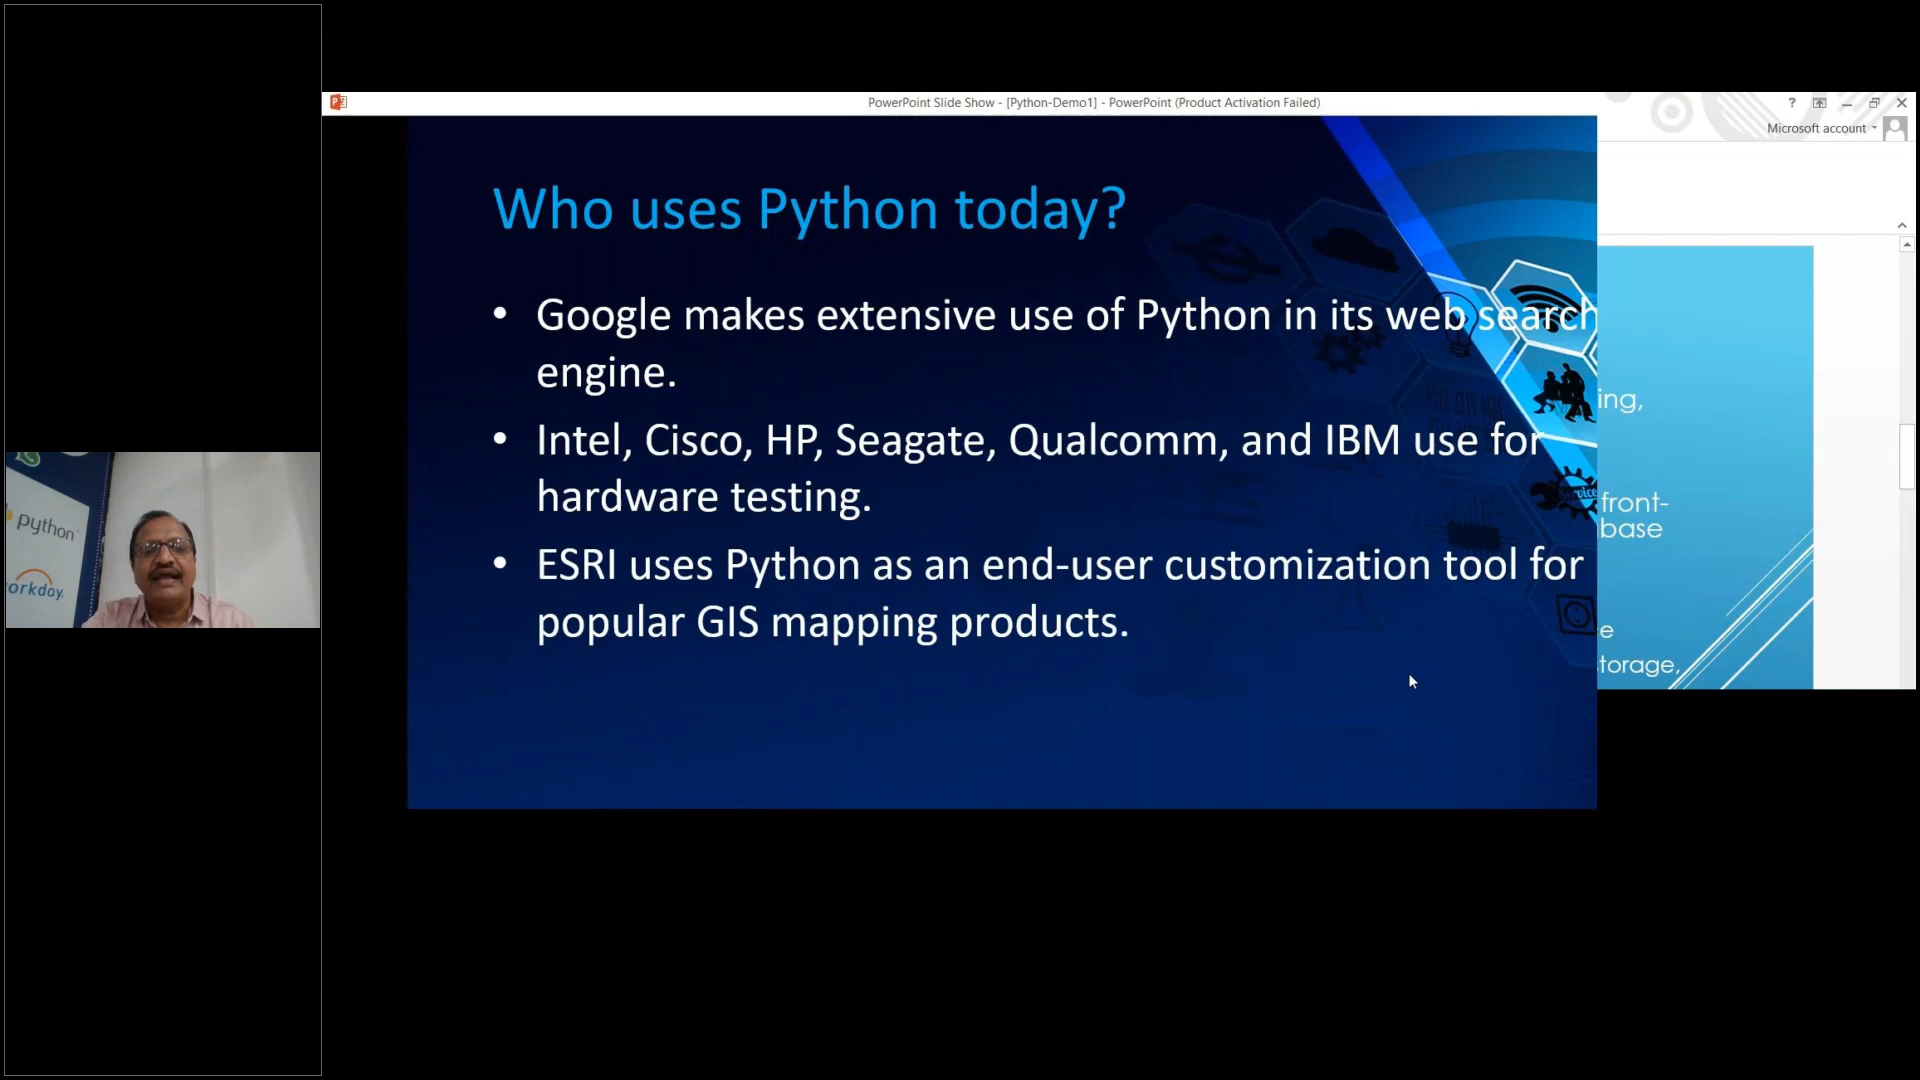 PowerPoint Slide Show - [Python-Demo1] - PowerPoint (Product Activation Failed)
?
Microsoft account
Who uses Python today?
• Google makes extensive use of Python in its web search
engine.
• Intel, Cisco, HP, Seagate, Qualcomm, and IBM use for
hardware testing.
• ESRI uses Python as an end-user customization tool for
popular GIS mapping products.
Service
ing,
front-
base
e
torage,
python
orkday.